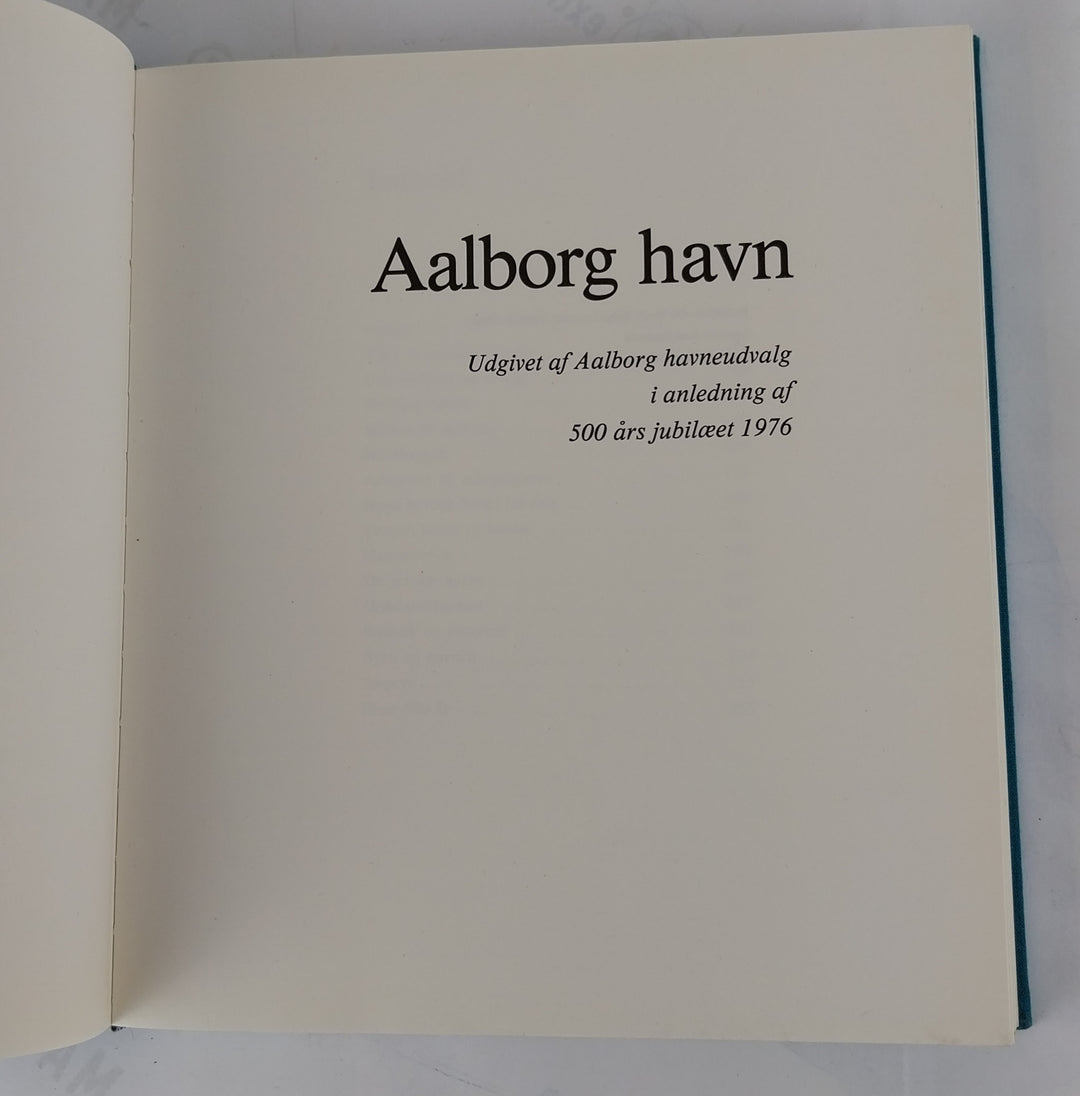 Aalborg havn
Udgivet af Aalborg havneudvalg
i anledning af
500 års jubilæet 1976